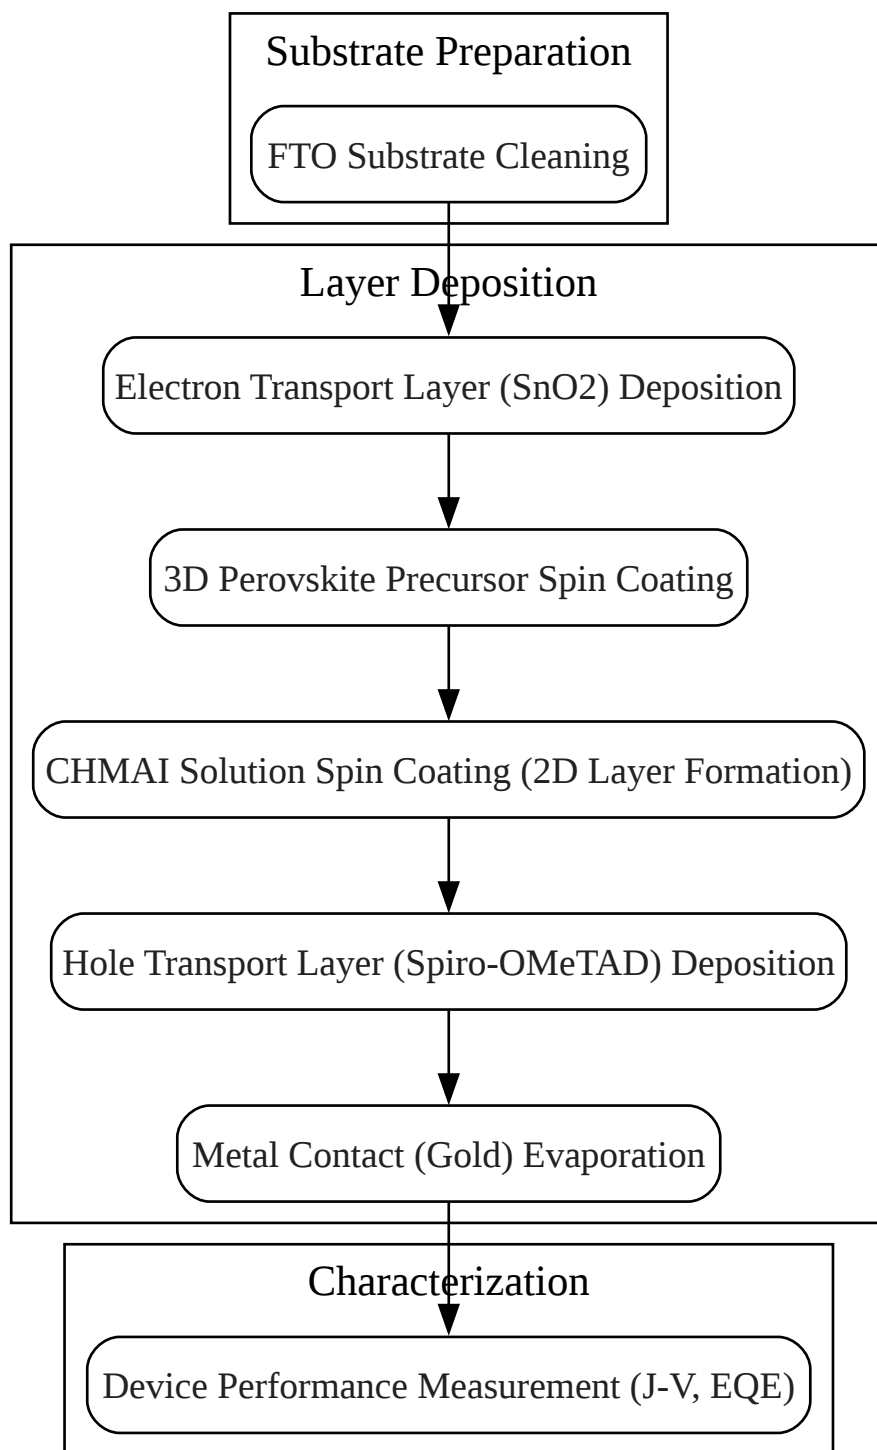 Substrate Preparation
FTO Substrate Cleaning
Layer Deposition
Electron Transport Layer (SnO2) Deposition
3D Perovskite Precursor Spin Coating
CHMAI Solution Spin Coating (2D Layer Formation)
Hole Transport Layer (Spiro-OMeTAD) Deposition
Metal Contact (Gold) Evaporation
Characterization
Device Performance Measurement (J-V, EQE)